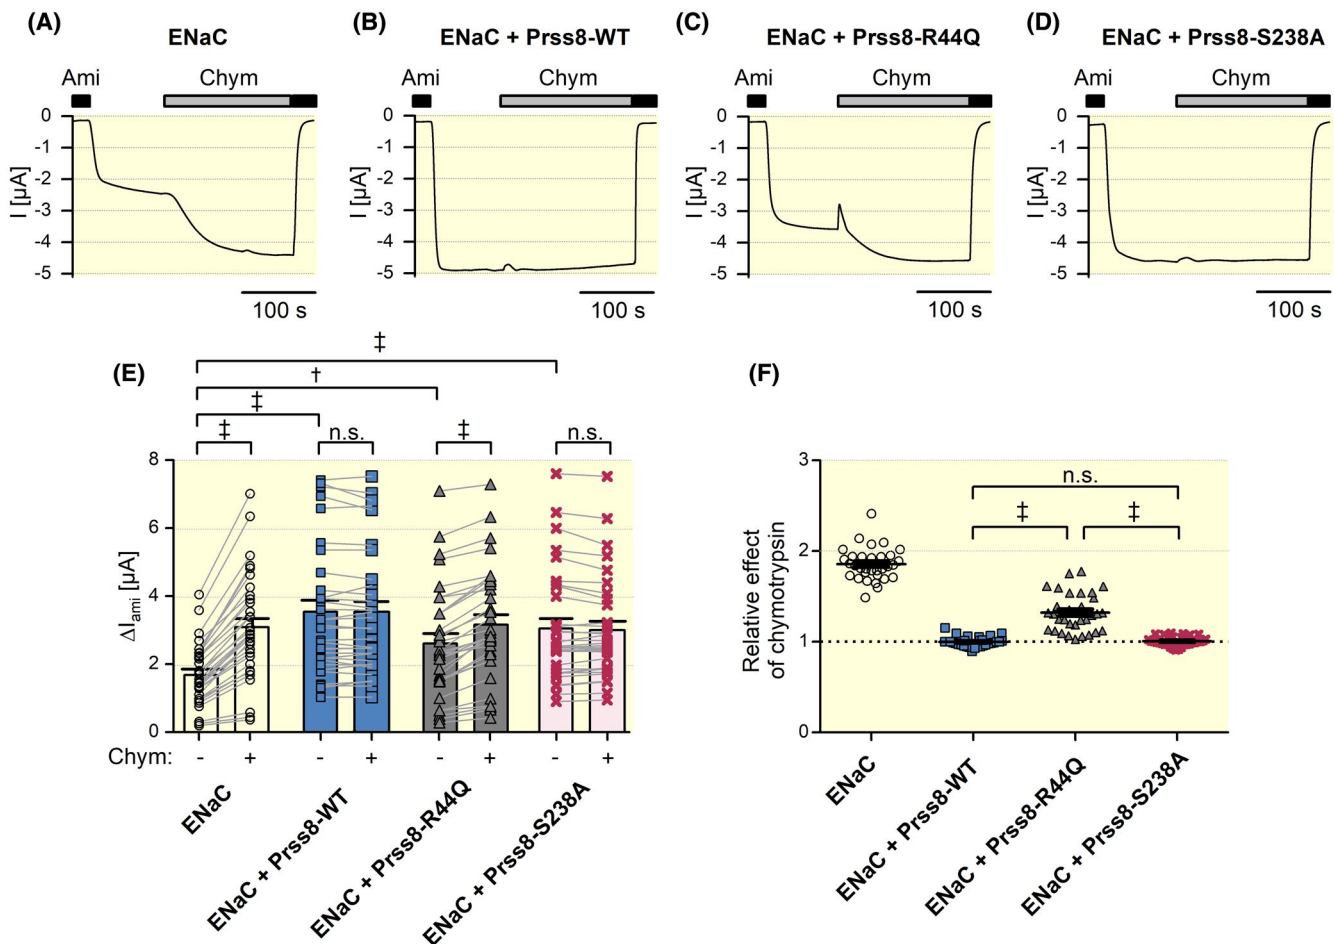 (A) (B) (C) (D)
ENaC ENaC + Prss8-WT ENaC + Prss8-R44Q ENaC + Prss8-S238A
Ami Chym Ami Chym Ami Chym Ami Chym
0 0 0 0
-1 -1 -1 -1
-2 -2 -2 -2
-3 -3 -3 -3
-4 -4 -4 -4
-5 -5 -5 -5
I [µA] I [µA] I [µA] I [µA]
100 s 100 s 100 s 100 s
(E)
‡
†
‡
‡ n.s. ‡ n.s.
8
6
4
2
0
ΔIami [µA]
Chym: - + - + - + - +
ENaC
ENaC + Prss8-WT
ENaC + Prss8-R44Q
ENaC + Prss8-S238A
(F)
n.s.
‡ ‡
3
2
1
0
Relative effect
of chymotrypsin
ENaC
ENaC + Prss8-WT
ENaC + Prss8-R44Q
ENaC + Prss8-S238A